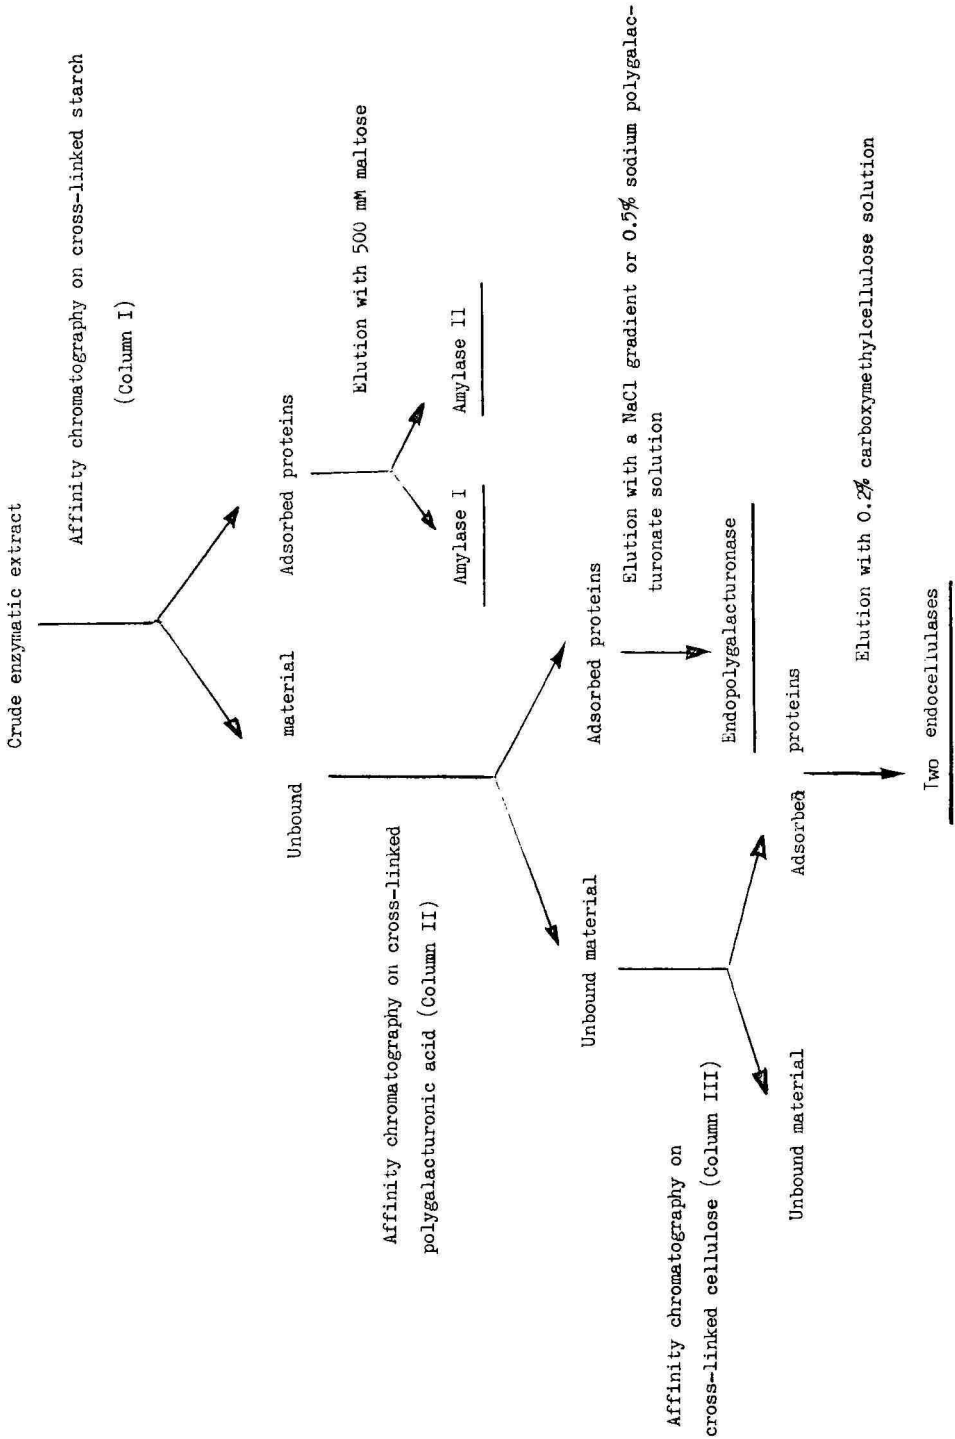 Crude enzymatic extract
Affinity chromatography on cross-linked starch
(Column I)
Unbound material
Adsorbed proteins
Elution with 500 mM maltose
Amylase I
Amylase II
Affinity chromatography on cross-linked
polygalacturonic acid (Column II)
Unbound material
Adsorbed proteins
Elution with a NaCl gradient or 0.5% sodium polygalac-
turonate solution
Endopolygalacturonase
Affinity chromatography on
cross-linked cellulose (Column III)
Unbound material
Adsorbed proteins
Elution with 0.2% carboxymethylcellulose solution
Two endocellulases